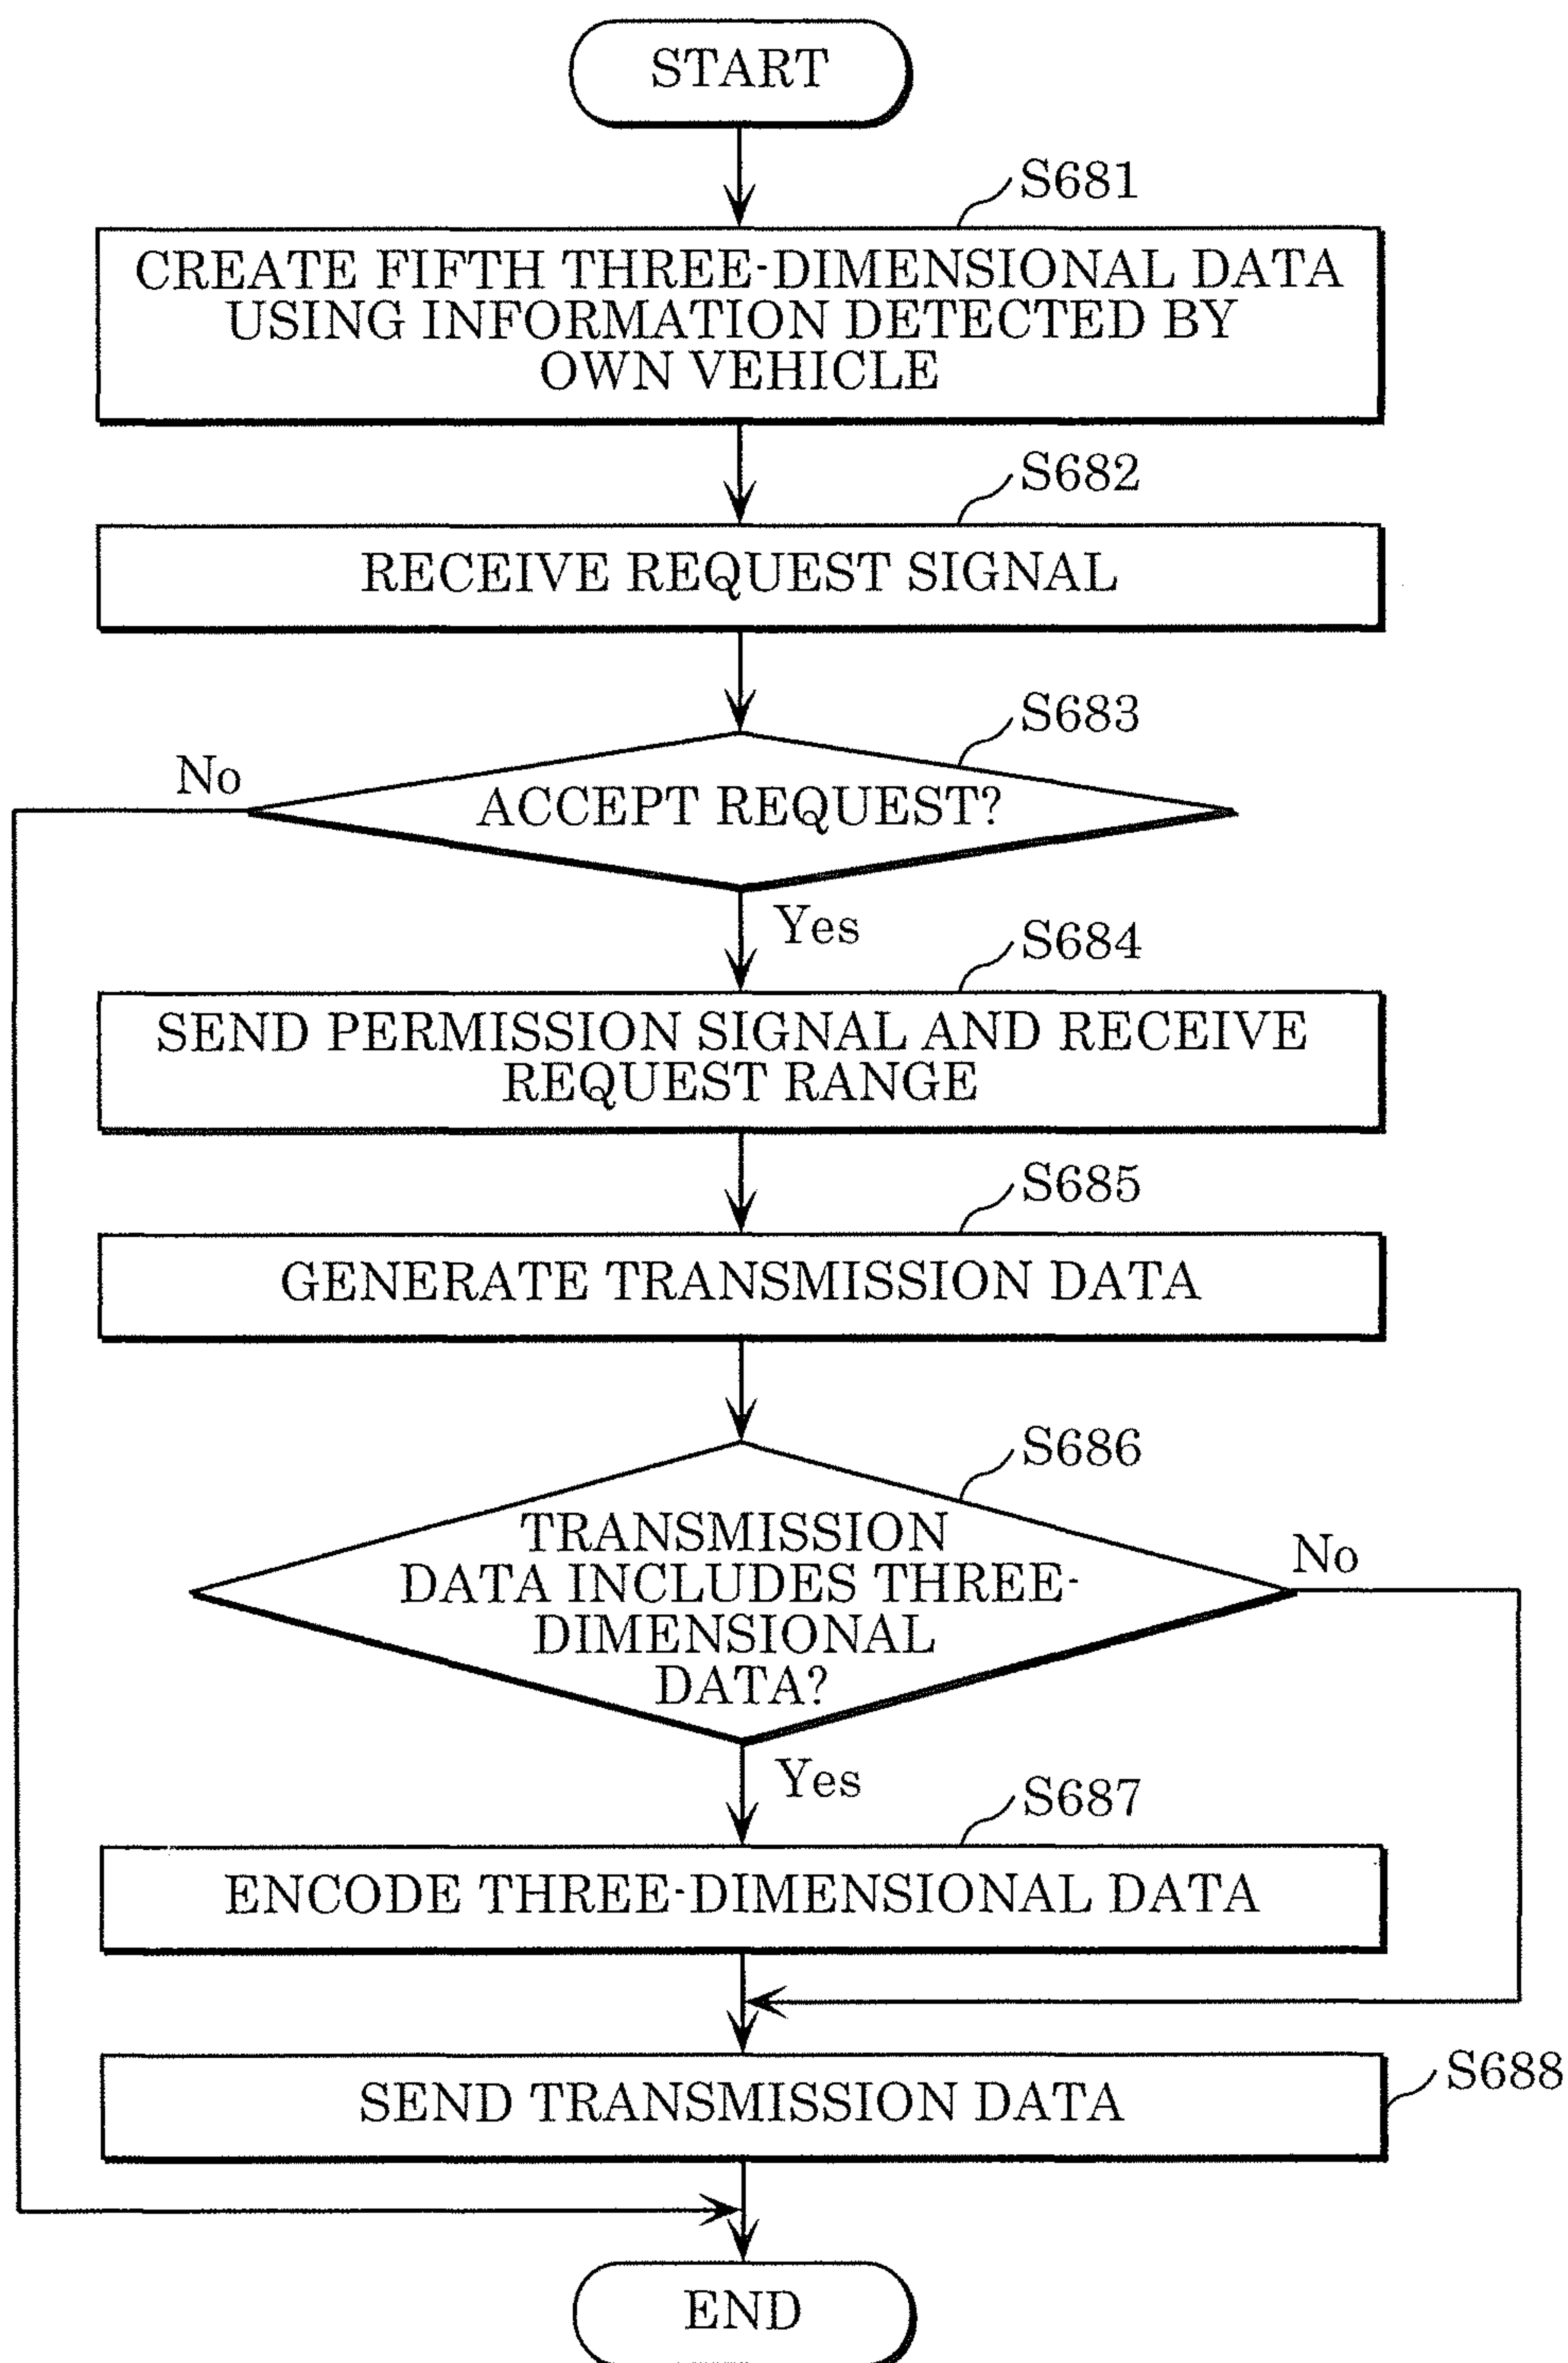 START
S681
CREATE FIFTH THREE-DIMENSIONAL DATA
USING INFORMATION DETECTED BY
OWN VEHICLE
S682
RECEIVE REQUEST SIGNAL
S683
No
ACCEPT REQUEST?
Yes
S684
SEND PERMISSION SIGNAL AND RECEIVE
REQUEST RANGE
S685
GENERATE TRANSMISSION DATA
S686
TRANSMISSION
DATA INCLUDES THREE-
DIMENSIONAL
DATA?
No
Yes
S687
ENCODE THREE-DIMENSIONAL DATA
S688
SEND TRANSMISSION DATA
END